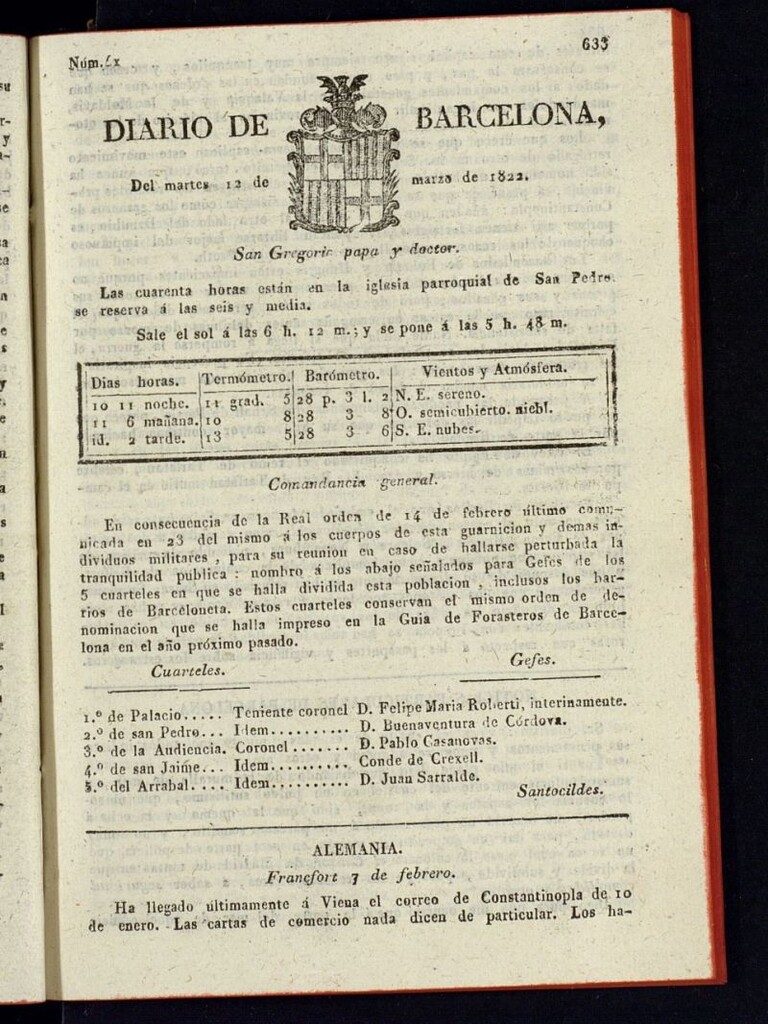 633
Núm.
DIARIO DE BARCELONA,
Del martes 12 de marzo de 1822.
San Gregorio papa y doctor.
Las cuarenta horas están en la iglesia parroquial de San Pedro:
se reserva á las seis y media.
Sale el sol á las 6 h. 12 m.; y se pone á las 5 h. 48 m.
Dias horas. Termómetro. Barómetro. Vientos y Atmósfera.
10 11 noche. 11 grad. 5 28 p. 3 l. 2 N. E. sereno.
11 6 mañana. 10 8 28 3 8 O. semicubierto. niebl.
id. 2 tarde. 13 5 28 3 6 S. E. nubes.
Comandancia general.
En consecuencia de la Real orden de 14 de febrero último comu-
nicada en 23 del mismo á los cuerpos de esta guarnicion y demas in-
dividuos militares, para su reunion en caso de hallarse perturbada la
tranquilidad pública: nombro á los abajo señalados para Gefes de los
5 cuarteles en que se halla dividida esta poblacion, inclusos los bar-
rios de Barceloneta. Estos cuarteles conservan el mismo orden de de-
nominacion que se halla impreso en la Guia de Forasteros de Barce-
lona en el año próximo pasado.
Cuarteles. Gefes.
1.º de Palacio..... Teniente coronel D. Felipe Maria Roberti, interinamente.
2.º de san Pedro... Idem.......... D. Buenaventura de Córdova.
3.º de la Audiencia. Coronel....... D. Pablo Casanovas.
4.º de san Jaime... Idem.......... Conde de Crexell.
5.º del Arrabal.... Idem.......... D. Juan Sarralde.
Santocildes.
ALEMANIA.
Francfort 7 de febrero.
Ha llegado últimamente á Viena el correo de Constantinopla de 10
de enero. Las cartas de comercio nada dicen de particular. Los ha-